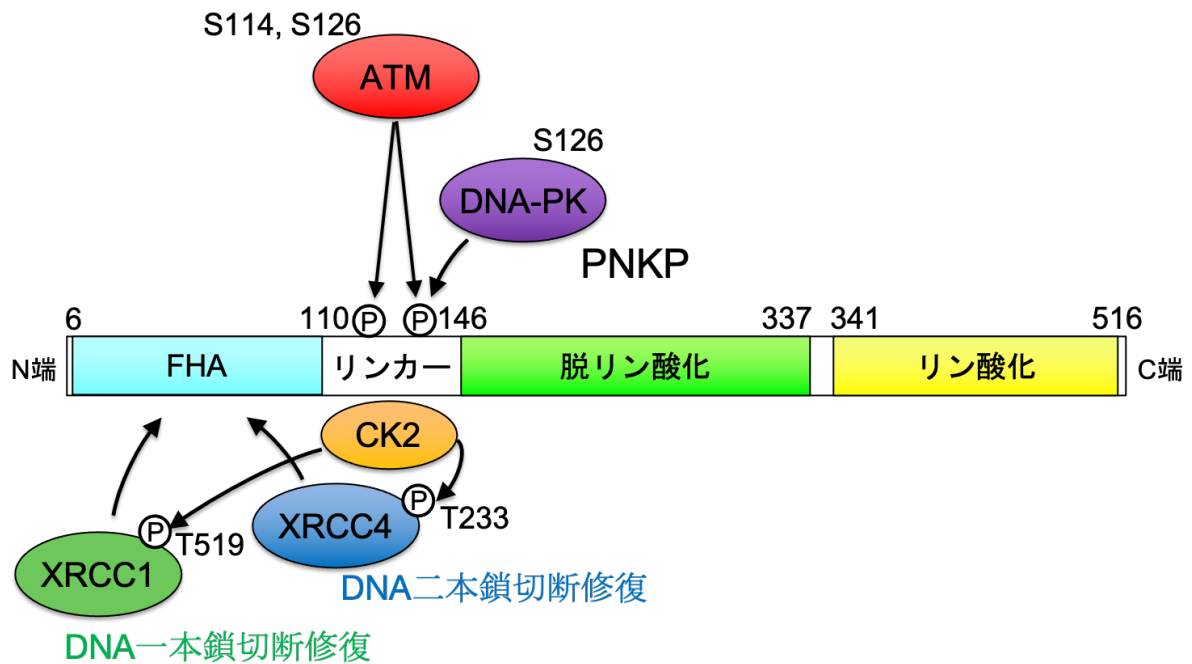 S114, S126
ATM
S126
DNA-PK
PNKP
6
110
P
P
146
337
341
516
N端
FHA
リンカー
脱リン酸化
リン酸化
C端
CK2
P
XRCC4
T233
P
T519
XRCC1
DNA二本鎖切断修復
DNA一本鎖切断修復